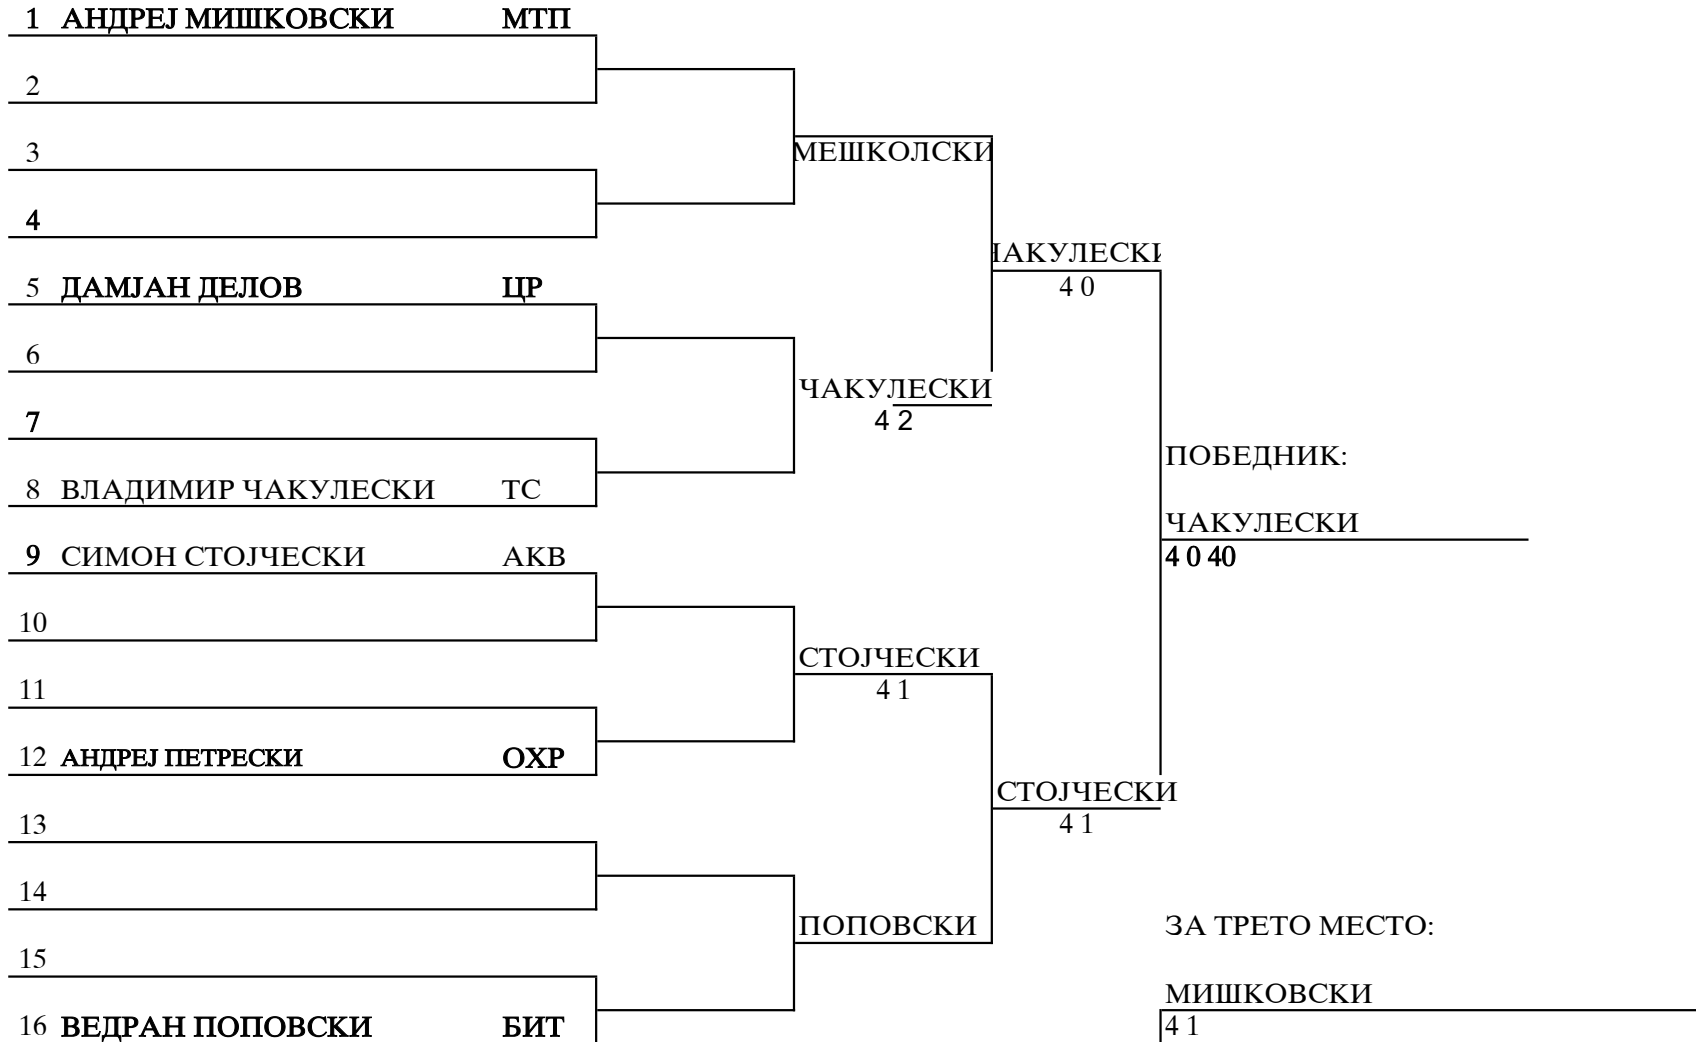 1 АНДРЕЈ МИШКОВСКИ МТП
2
3
МЕШКОЛСКИ
4
ЧАКУЛЕСКИ
5 ДАМЈАН ДЕЛОВ ЦР
4 0
6
ЧАКУЛЕСКИ
7
4 2
ПОБЕДНИК:
8 ВЛАДИМИР ЧАКУЛЕСКИ ТС
ЧАКУЛЕСКИ
9 СИМОН СТОЈЧЕСКИ АКВ
4 0 40
10
СТОЈЧЕСКИ
11
4 1
12 АНДРЕЈ ПЕТРЕСКИ ОХР
СТОЈЧЕСКИ
13
4 1
14
ПОПОВСКИ
ЗА ТРЕТО МЕСТО:
15
МИШКОВСКИ
16 ВЕДРАН ПОПОВСКИ БИТ
4 1